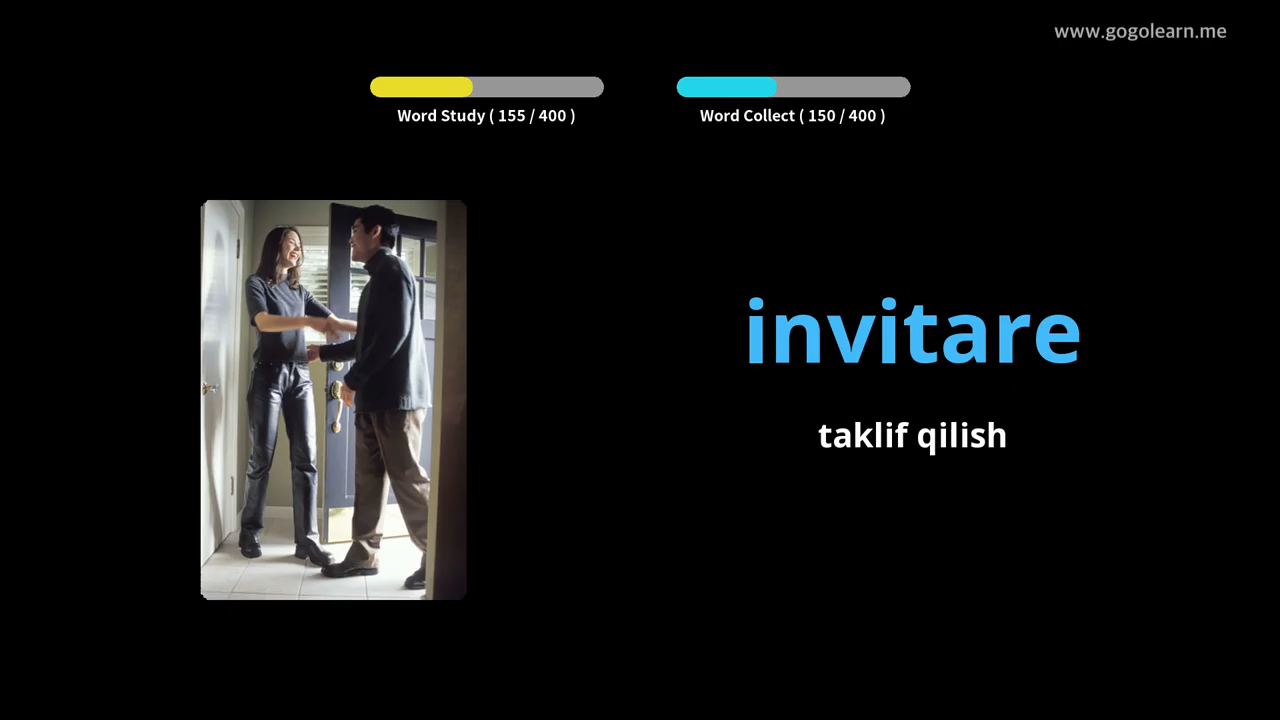 www.gogolearn.me
Word Study ( 155 / 400 )
Word Collect ( 150 / 400 )
invitare
taklif qilish